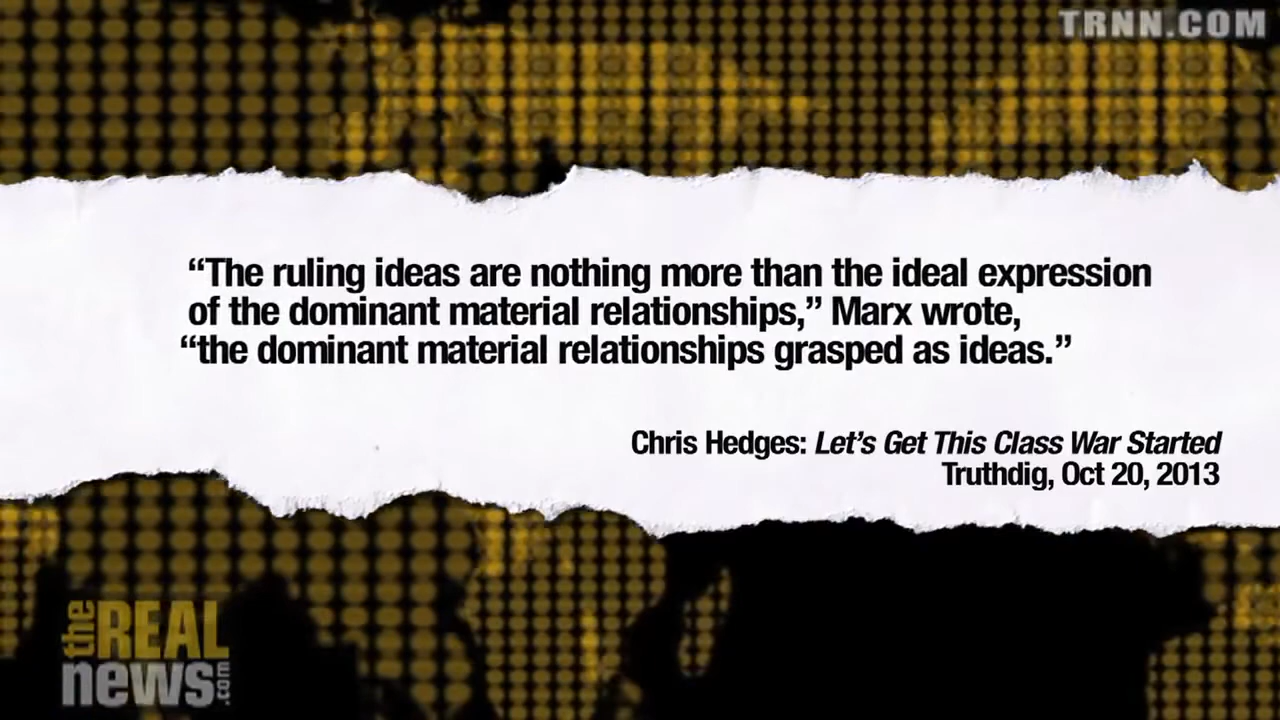 TRNN.COM
“The ruling ideas are nothing more than the ideal expression
of the dominant material relationships,” Marx wrote,
“the dominant material relationships grasped as ideas.”
Chris Hedges: Let’s Get This Class War Started
Truthdig, Oct 20, 2013
the REAL
news.com